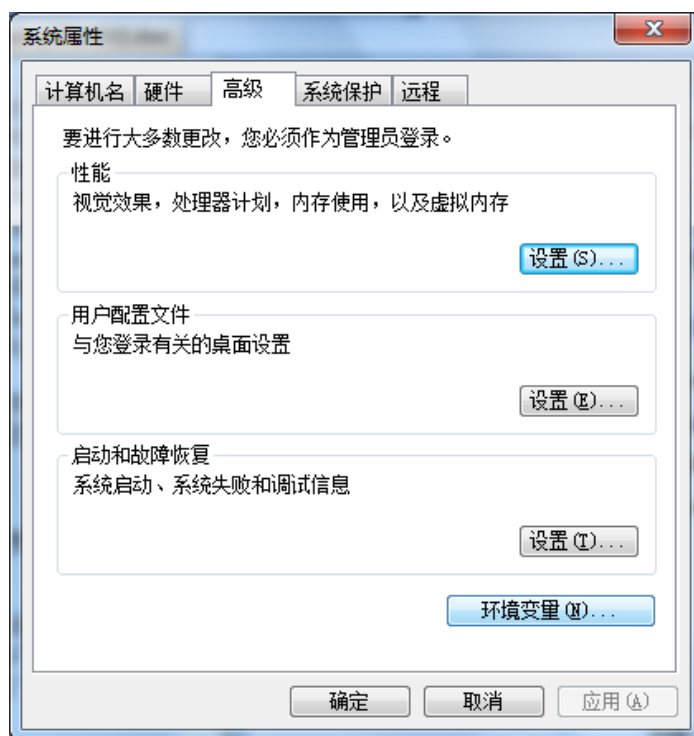 系统属性
计算机名 硬件 高级 系统保护 远程
要进行大多数更改，您必须作为管理员登录。
性能
视觉效果，处理器计划，内存使用，以及虚拟内存
设置(S)...
用户配置文件
与您登录有关的桌面设置
设置(E)...
启动和故障恢复
系统启动、系统失败和调试信息
设置(T)...
环境变量(N)...
确定 取消 应用(A)